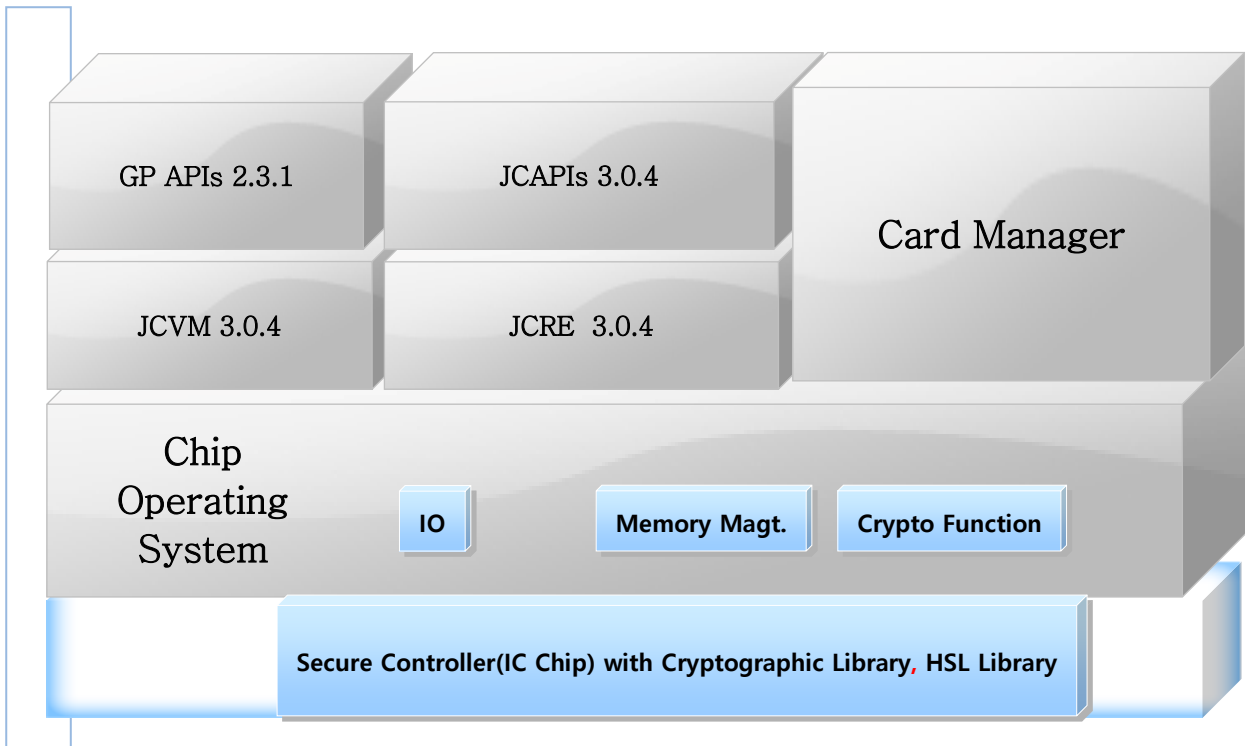 GP APIs 2.3.1
JCAPIs 3.0.4
Card Manager
JCVM 3.0.4
JCRE 3.0.4
Chip
Operating
System
IO
Memory Magt.
Crypto Function
Secure Controller(IC Chip) with Cryptographic Library, HSL Library